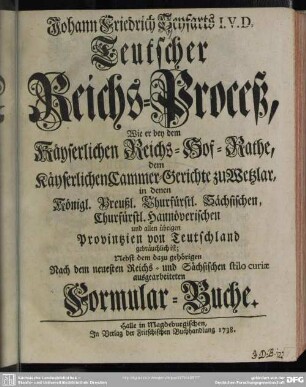 Johann Friedrich Seyfarts I.V.D.
Teutscher
Reichs-Proceß,
Wie er bey dem
Käyserlichen Reichs-Hof-Rathe,
dem
Käyserlichen Cammer-Gerichte zu Wetzlar,
in denen
Königl. Preußl. Churfürstl. Sächsischen,
Churfürstl. Hannöverischen
und allen übrigen
Provintzien von Teutschland
gebräuchlich ist;
Nebst dem dazu gehörigen
Nach dem neuesten Reichs- und Sächsischen stilo curiæ
ausgearbeiteten
Formular-Buche.
Halle im Magdeburgischen,
In Verlag der Fritschischen Buchhandlung 1738.